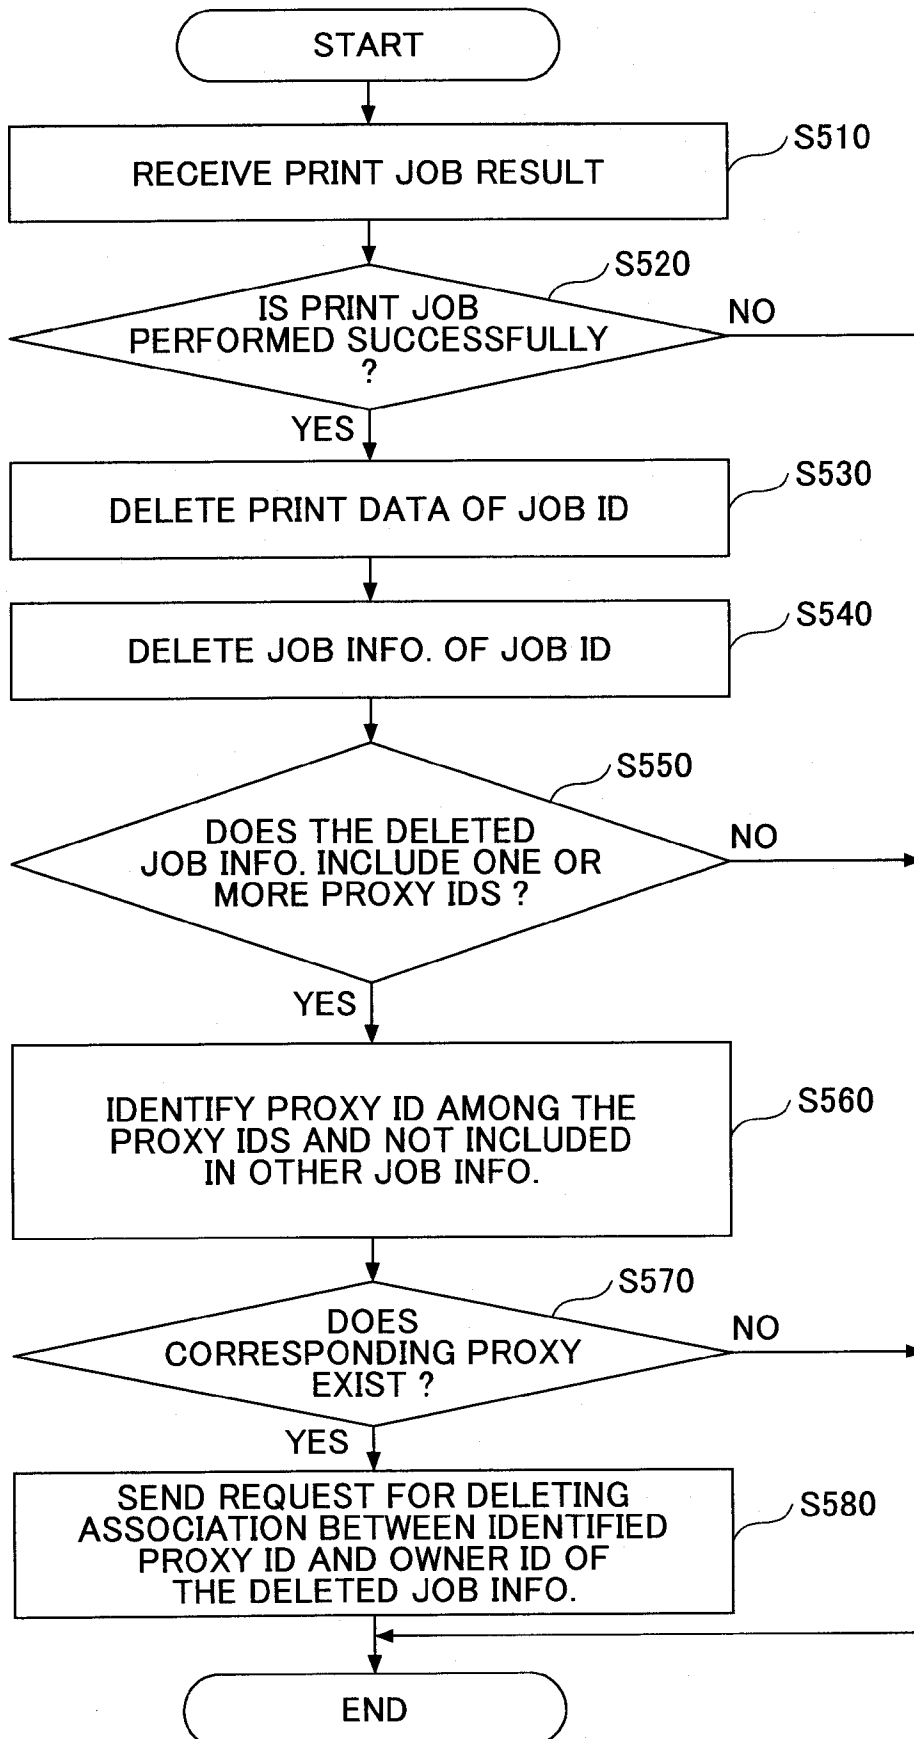 START
RECEIVE PRINT JOB RESULT
S510
IS PRINT JOB
PERFORMED SUCCESSFULLY
?
S520
NO
YES
DELETE PRINT DATA OF JOB ID
S530
DELETE JOB INFO. OF JOB ID
S540
DOES THE DELETED
JOB INFO. INCLUDE ONE OR
MORE PROXY IDS ?
S550
NO
YES
IDENTIFY PROXY ID AMONG THE
PROXY IDS AND NOT INCLUDED
IN OTHER JOB INFO.
S560
DOES
CORRESPONDING PROXY
EXIST ?
S570
NO
YES
SEND REQUEST FOR DELETING
ASSOCIATION BETWEEN IDENTIFIED
PROXY ID AND OWNER ID OF
THE DELETED JOB INFO.
S580
END